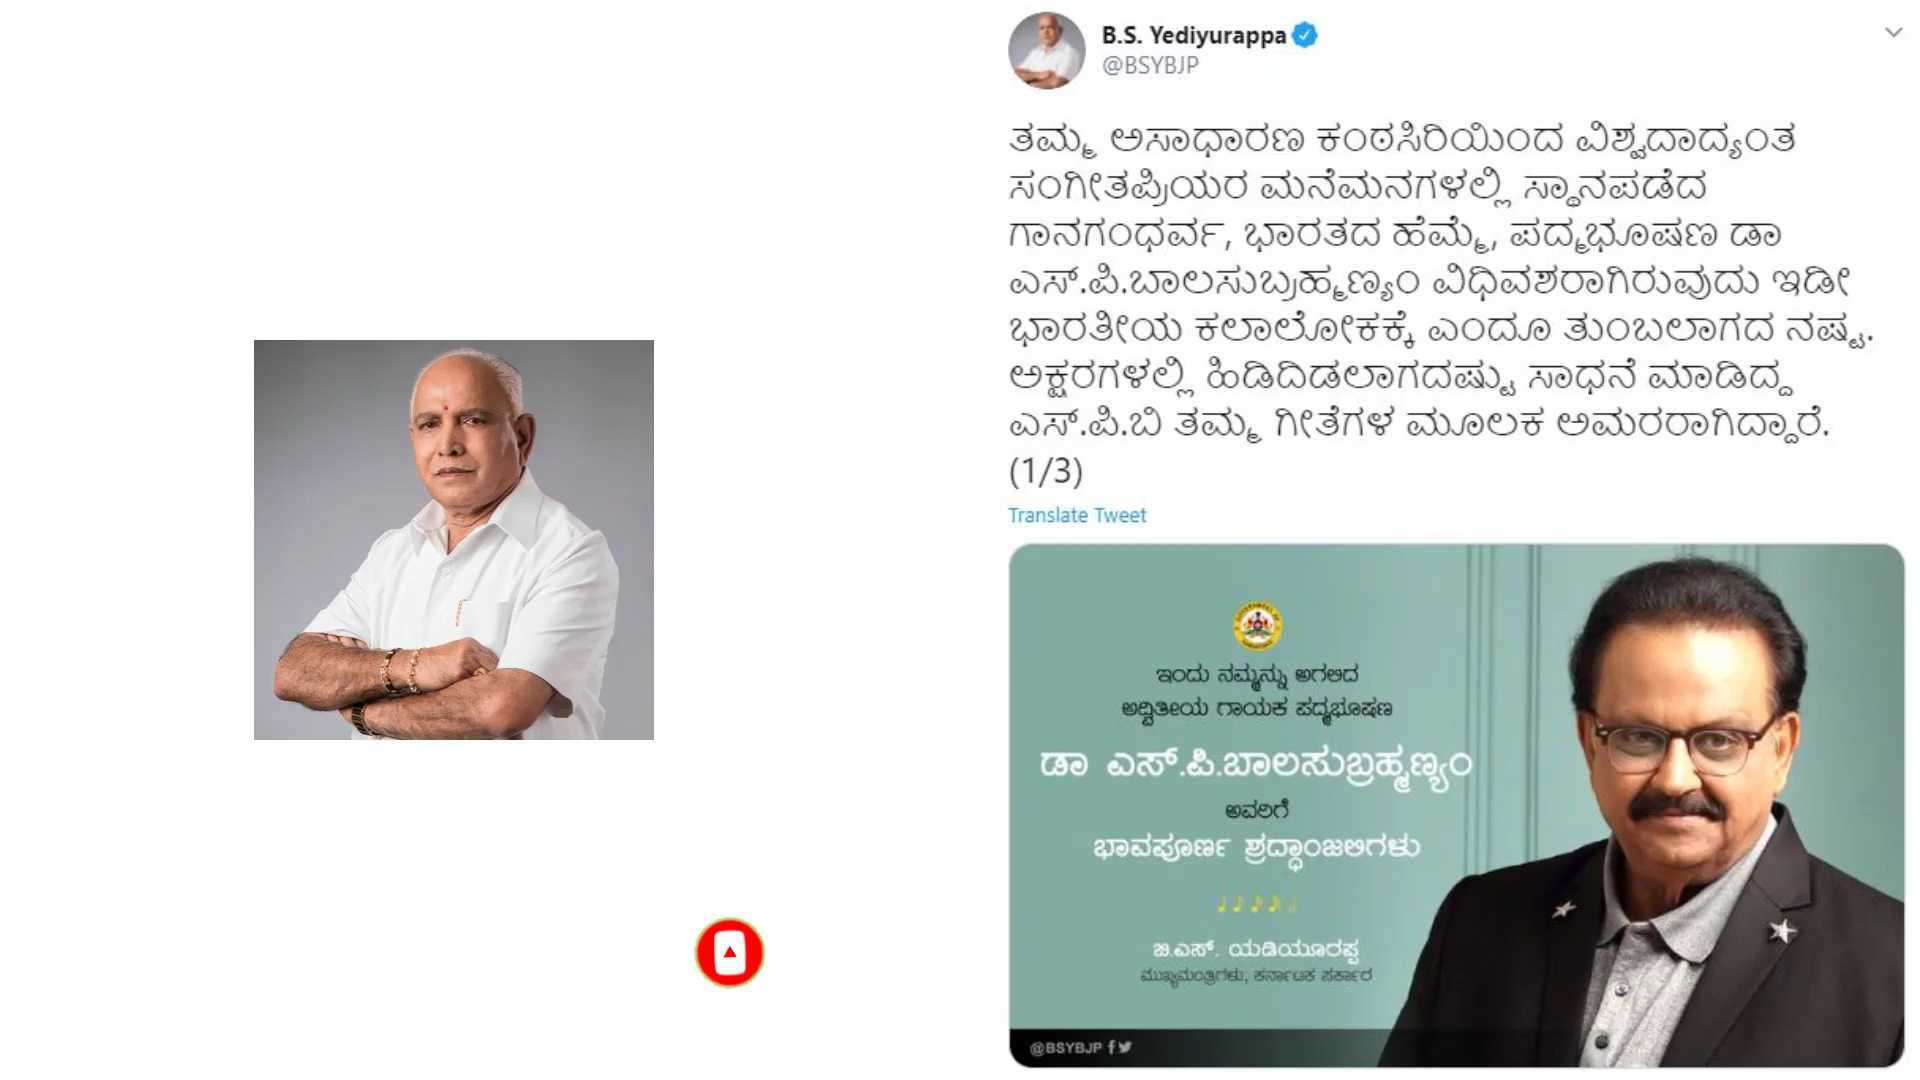 B.S. Yediyurappa
@BSYBJP
ತಮ್ಮ ಅಸಾಧಾರಣ ಕಂಠಸಿರಿಯಿಂದ ವಿಶ್ವದಾದ್ಯಂತ
ಸಂಗೀತಪ್ರಿಯರ ಮನೆಮನಗಳಲ್ಲಿ ಸ್ಥಾನಪಡೆದ
ಗಾನಗಂಧರ್ವ, ಭಾರತದ ಹೆಮ್ಮೆ, ಪದ್ಮಭೂಷಣ ಡಾ
ಎಸ್.ಪಿ.ಬಾಲಸುಬ್ರಹ್ಮಣ್ಯಂ ವಿಧಿವಶರಾಗಿರುವುದು ಇಡೀ
ಭಾರತೀಯ ಕಲಾಲೋಕಕ್ಕೆ ಎಂದೂ ತುಂಬಲಾಗದ ನಷ್ಟ.
ಅಕ್ಷರಗಳಲ್ಲಿ ಹಿಡಿದಿಡಲಾಗದಷ್ಟು ಸಾಧನೆ ಮಾಡಿದ್ದ
ಎಸ್.ಪಿ.ಬಿ ತಮ್ಮ ಗೀತೆಗಳ ಮೂಲಕ ಅಮರರಾಗಿದ್ದಾರೆ.
(1/3)
Translate Tweet
ಇಂದು ನಮ್ಮನ್ನು ಅಗಲಿದ
ಅದ್ವಿತೀಯ ಗಾಯಕ ಪದ್ಮಭೂಷಣ
ಡಾ ಎಸ್.ಪಿ.ಬಾಲಸುಬ್ರಹ್ಮಣ್ಯಂ
ಅವರಿಗೆ
ಭಾವಪೂರ್ಣ ಶ್ರದ್ಧಾಂಜಲಿಗಳು
ಬಿ.ಎಸ್. ಯಡಿಯೂರಪ್ಪ
ಮುಖ್ಯಮಂತ್ರಿಗಳು, ಕರ್ನಾಟಕ ಸರ್ಕಾರ
@BSYBJP